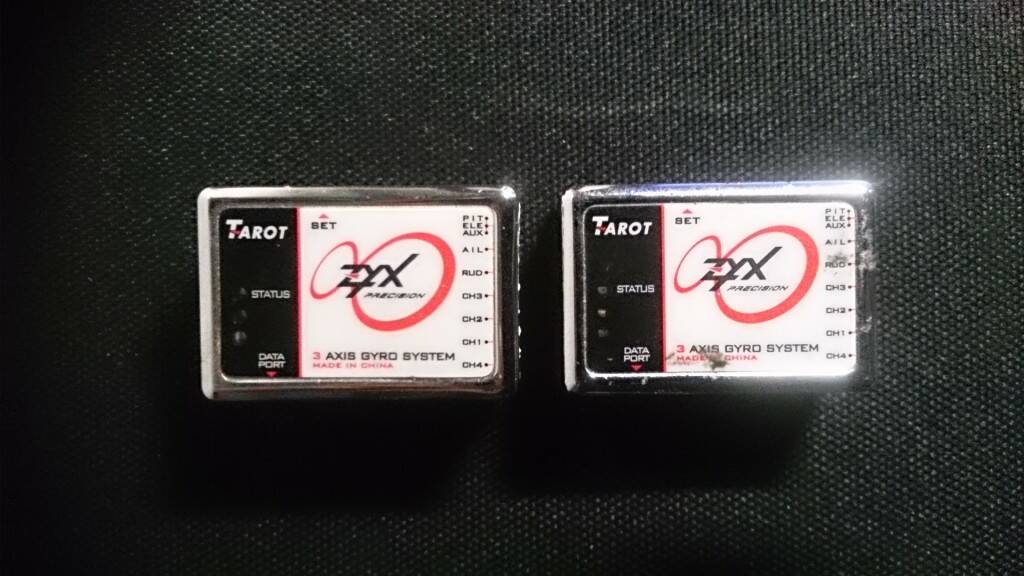 TAROT
STATUS
DATA
PORT
SET
ZYX
PRECISION
3 AXIS GYRO SYSTEM
MADE IN CHINA
PIT
ELE
AUX
AIL
RUD
CH3
CH2
CH1
CH4
TAROT
STATUS
DATA
PORT
SET
ZYX
PRECISION
3 AXIS GYRO SYSTEM
MADE IN CHINA
PIT
ELE
AUX
AIL
RUD
CH3
CH2
CH1
CH4